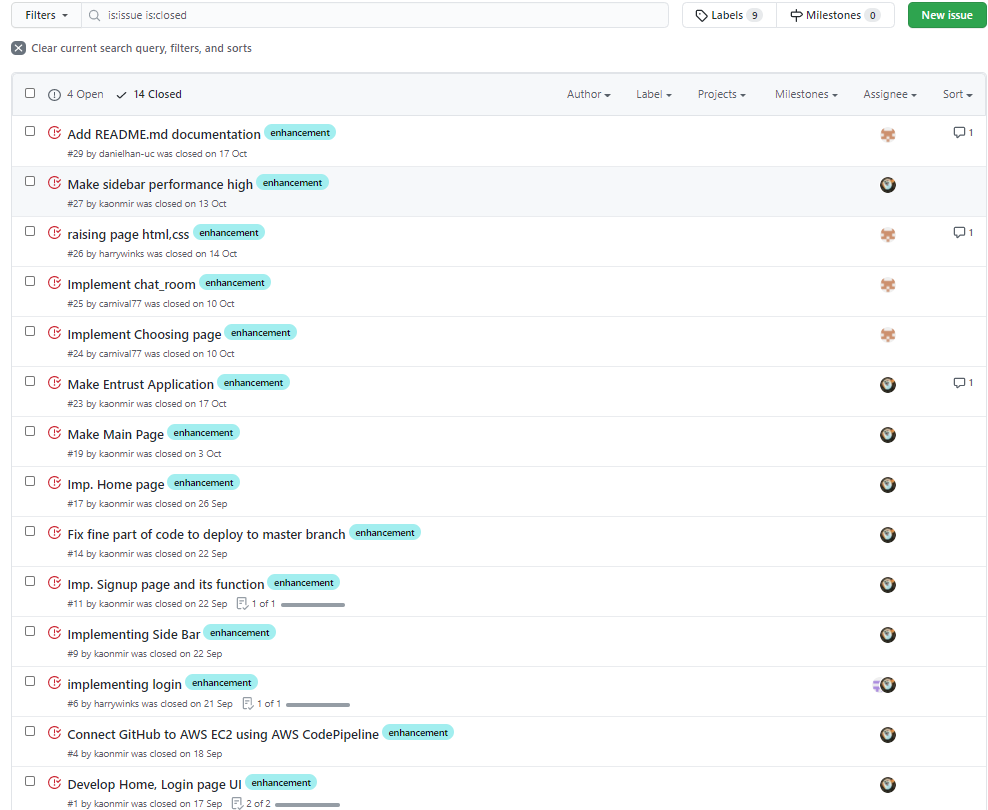 Filters is:issue is:closed Labels 9 Milestones 0 New issue
Clear current search query, filters, and sorts
4 Open 14 Closed Author Label Projects Milestones Assignee Sort
Add README.md documentation enhancement 1
#29 by danielhan-uc was closed on 17 Oct
Make sidebar performance high enhancement
#27 by kaonmir was closed on 13 Oct
raising page html,css enhancement 1
#26 by harrywinks was closed on 14 Oct
Implement chat_room enhancement
#25 by carnival77 was closed on 10 Oct
Implement Choosing page enhancement
#24 by carnival77 was closed on 10 Oct
Make Entrust Application enhancement 1
#23 by kaonmir was closed on 17 Oct
Make Main Page enhancement
#19 by kaonmir was closed on 3 Oct
Imp. Home page enhancement
#17 by kaonmir was closed on 26 Sep
Fix fine part of code to deploy to master branch enhancement
#14 by kaonmir was closed on 22 Sep
Imp. Signup page and its function enhancement
#11 by kaonmir was closed on 22 Sep 1 of 1
Implementing Side Bar enhancement
#9 by kaonmir was closed on 22 Sep
implementing login enhancement
#6 by harrywinks was closed on 21 Sep 1 of 1
Connect GitHub to AWS EC2 using AWS CodePipeline enhancement
#4 by kaonmir was closed on 18 Sep
Develop Home, Login page UI enhancement
#1 by kaonmir was closed on 17 Sep 2 of 2